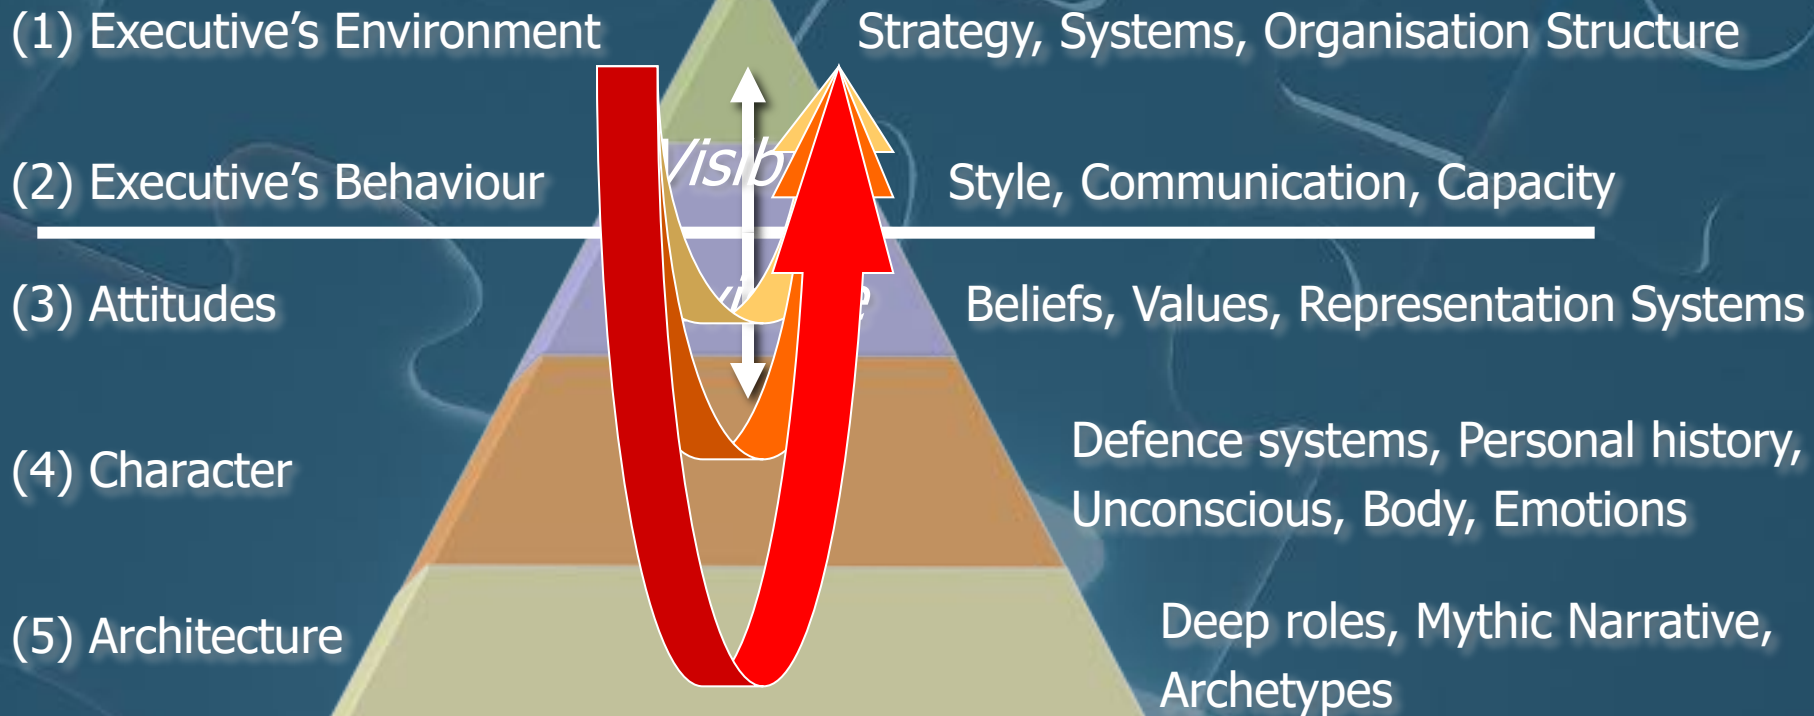 (1) Executive’s Environment
Strategy, Systems, Organisation Structure
(2) Executive’s Behaviour
Style, Communication, Capacity
(3) Attitudes
Beliefs, Values, Representation Systems
(4) Character
Defence systems, Personal history,
Unconscious, Body, Emotions
(5) Architecture
Deep roles, Mythic Narrative,
Archetypes